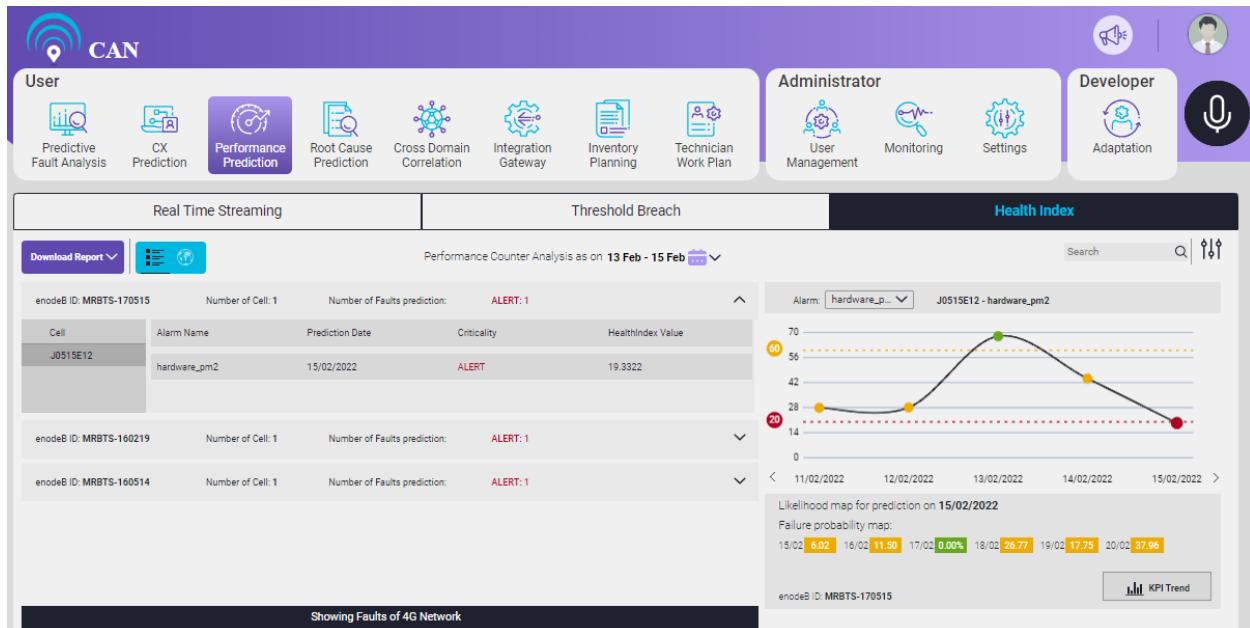 CAN
User
Administrator
Developer
Predictive
Fault Analysis
CX
Prediction
Performance
Prediction
Root Cause
Prediction
Cross Domain
Correlation
Integration
Gateway
Inventory
Planning
Technician
Work Plan
User
Management
Monitoring
Settings
Adaptation
Real Time Streaming
Threshold Breach
Health Index
Download Report
Performance Counter Analysis as on 13 Feb - 15 Feb
Search
enodeB ID: MRBTS-170515 Number of Cell: 1 Number of Faults prediction: ALERT: 1
Cell Alarm Name Prediction Date Criticality HealthIndex Value
J0515E12
hardware_pm2 15/02/2022 ALERT 19.3322
enodeB ID: MRBTS-160219 Number of Cell: 1 Number of Faults prediction: ALERT: 1
enodeB ID: MRBTS-160514 Number of Cell: 1 Number of Faults prediction: ALERT: 1
Showing Faults of 4G Network
Alarm: hardware_p... J0515E12 - hardware_pm2
70
60
56
42
28
20
14
0
11/02/2022 12/02/2022 13/02/2022 14/02/2022 15/02/2022
Likelihood map for prediction on 15/02/2022
Failure probability map:
15/02 6.02 16/02 11.50 17/02 0.00% 18/02 26.77 19/02 17.75 20/02 37.96
KPI Trend
enodeB ID: MRBTS-170515